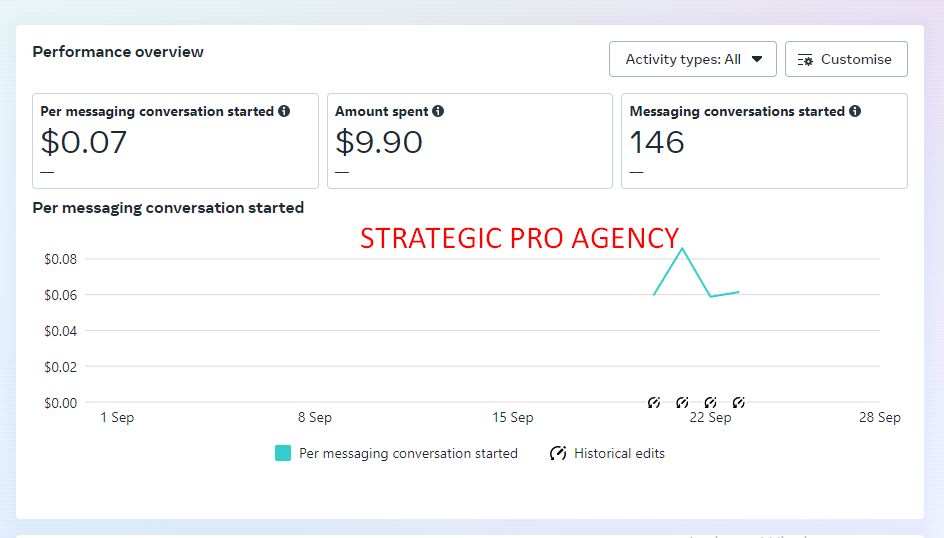 Performance overview
Activity types: All
Customise
Per messaging conversation started
$0.07
—
Amount spent
$9.90
—
Messaging conversations started
146
—
Per messaging conversation started
STRATEGIC PRO AGENCY
$0.08
$0.06
$0.04
$0.02
$0.00
1 Sep 8 Sep 15 Sep 22 Sep 28 Sep
Per messaging conversation started Historical edits